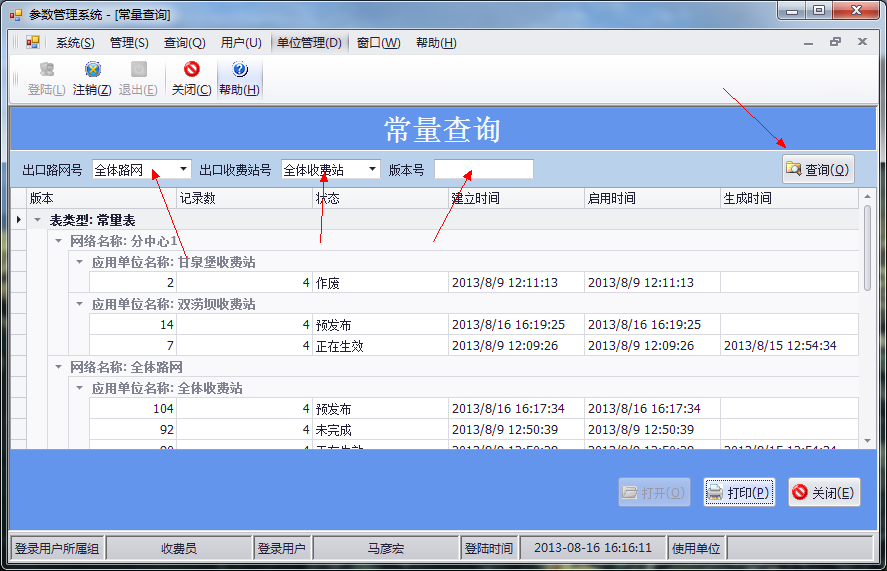 参数管理系统 - [常量查询]
系统(S) 管理(S) 查询(Q) 用户(U) 单位管理(D) 窗口(W) 帮助(H)
登陆(L) 注销(Z) 退出(E) 关闭(C) 帮助(H)
常量查询
出口路网号 全体路网 出口收费站号 全体收费站 版本号 查询(Q)
版本 记录数 状态 建立时间 启用时间 生成时间
表类型: 常量表
网络名称: 分中心1
应用单位名称: 甘泉堡收费站
2 4 作废 2013/8/9 12:11:13 2013/8/9 12:11:13
应用单位名称: 双涝坝收费站
14 4 预发布 2013/8/16 16:19:25 2013/8/16 16:19:25
7 4 正在生效 2013/8/9 12:09:26 2013/8/9 12:09:26 2013/8/15 12:54:34
网络名称: 全体路网
应用单位名称: 全体收费站
104 4 预发布 2013/8/16 16:17:34 2013/8/16 16:17:34
92 4 未完成 2013/8/9 12:50:39 2013/8/9 12:50:39
打开(O) 打印(P) 关闭(E)
登录用户所属组 收费员 登录用户 马彦宏 登陆时间 2013-08-16 16:16:11 使用单位